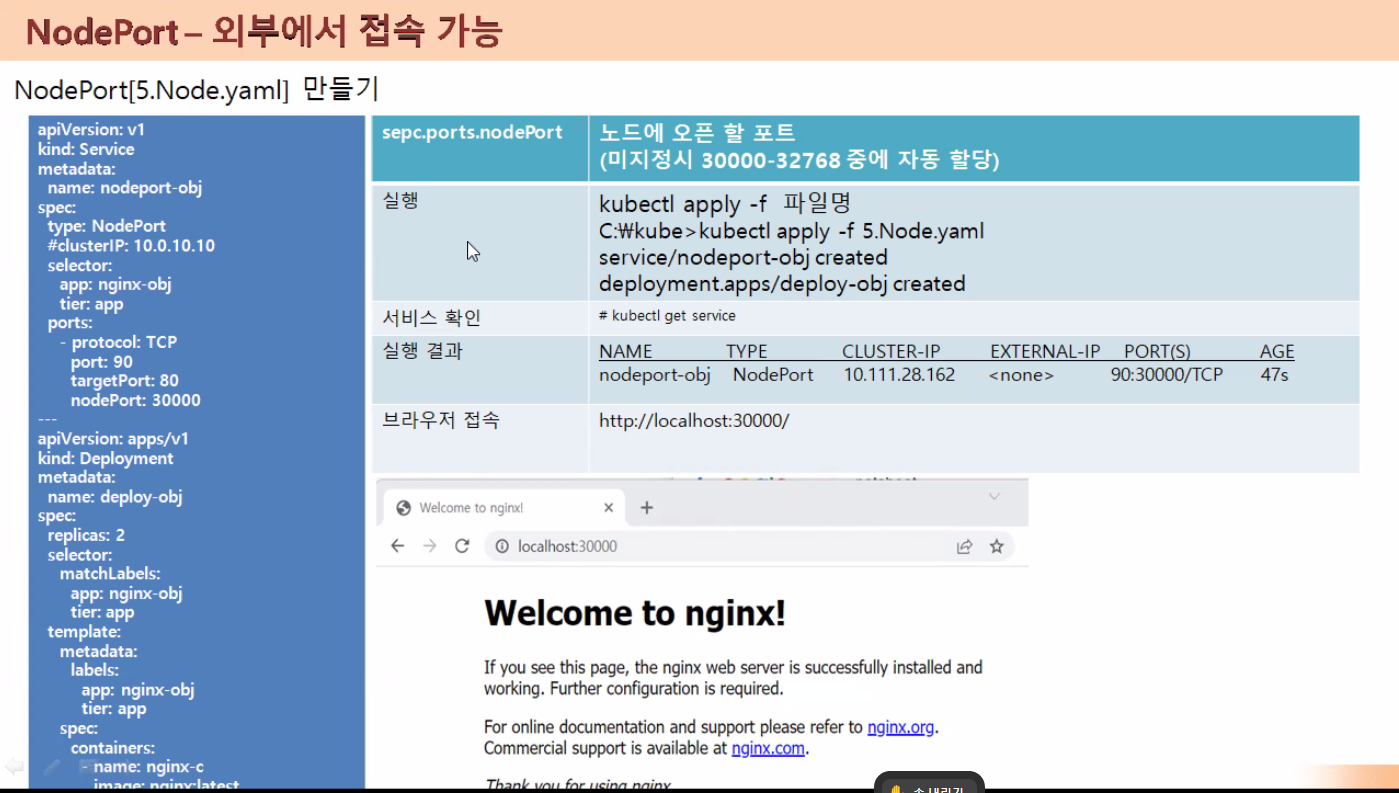 NodePort – 외부에서 접속 가능
NodePort[5.Node.yaml] 만들기
apiVersion: v1
kind: Service
metadata:
name: nodeport-obj
spec:
type: NodePort
#clusterIP: 10.0.10.10
selector:
app: nginx-obj
tier: app
ports:
- protocol: TCP
port: 90
targetPort: 80
nodePort: 30000
---
apiVersion: apps/v1
kind: Deployment
metadata:
name: deploy-obj
spec:
replicas: 2
selector:
matchLabels:
app: nginx-obj
tier: app
template:
metadata:
labels:
app: nginx-obj
tier: app
spec:
containers:
- name: nginx-c
image: nginx:latest
sepc.ports.nodePort
노드에 오픈 할 포트
(미지정시 30000-32768 중에 자동 할당)
실행
kubectl apply -f 파일명
C:₩kube>kubectl apply -f 5.Node.yaml
service/nodeport-obj created
deployment.apps/deploy-obj created
서비스 확인
# kubectl get service
실행 결과
NAME TYPE CLUSTER-IP EXTERNAL-IP PORT(S) AGE
nodeport-obj NodePort 10.111.28.162 <none> 90:30000/TCP 47s
브라우저 접속
http://localhost:30000/
Welcome to nginx!
localhost:30000
Welcome to nginx!
If you see this page, the nginx web server is successfully installed and
working. Further configuration is required.
For online documentation and support please refer to nginx.org.
Commercial support is available at nginx.com.
Thank you for using nginx.
손 내리기